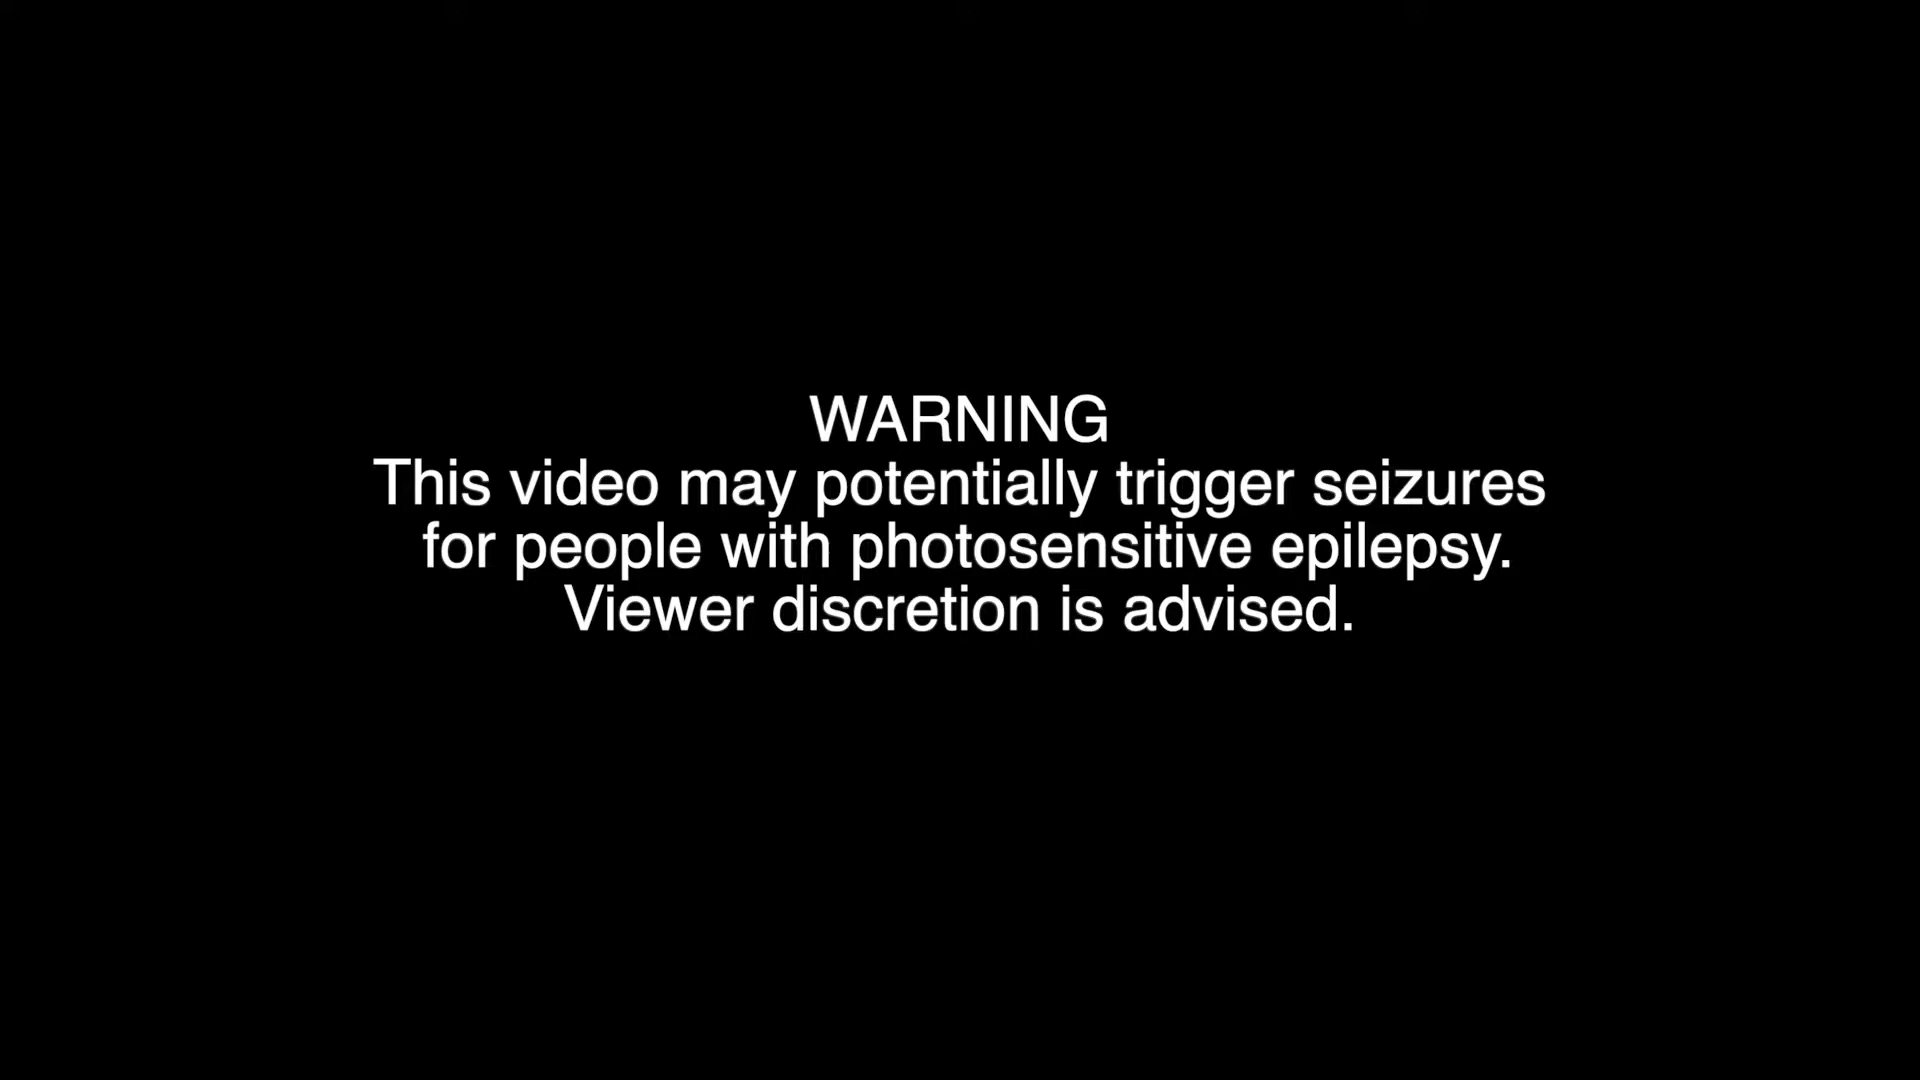 WARNING
This video may potentially trigger seizures
for people with photosensitive epilepsy.
Viewer discretion is advised.